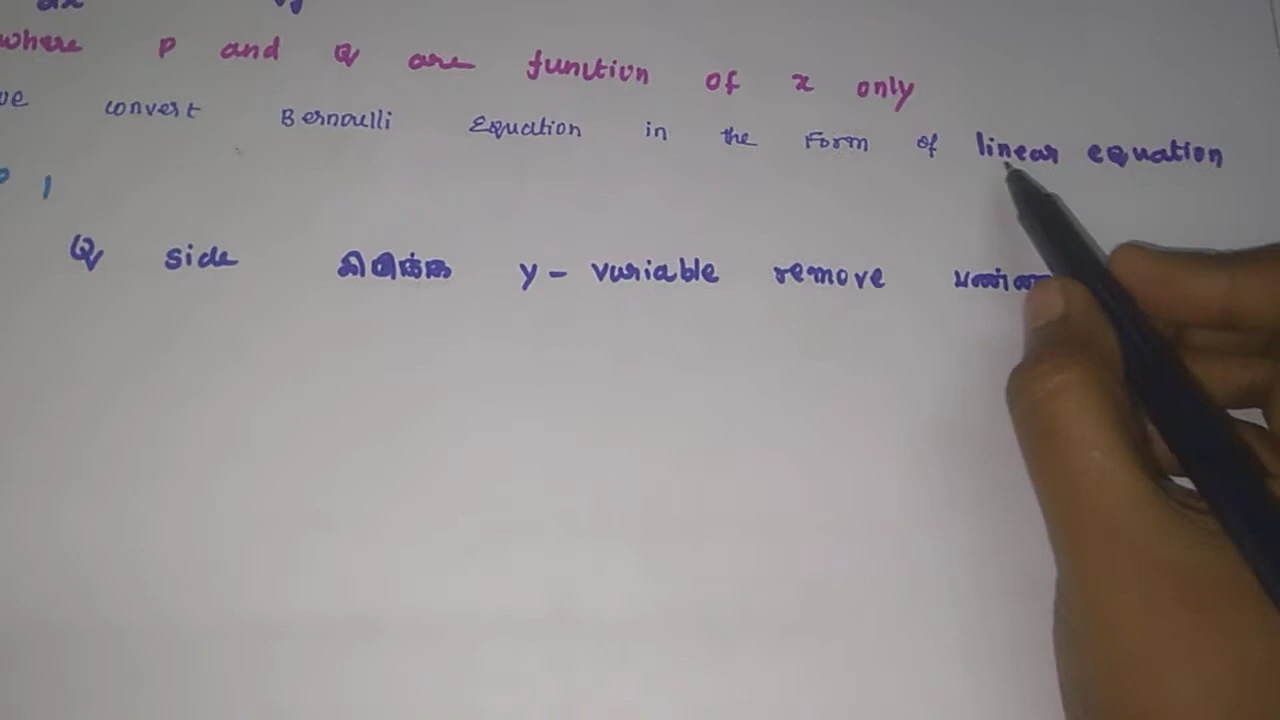 where P and Q are function of x only
convert Bernoulli Equation in the Form of linear equation
1
Q side இருக்க y - variable remove